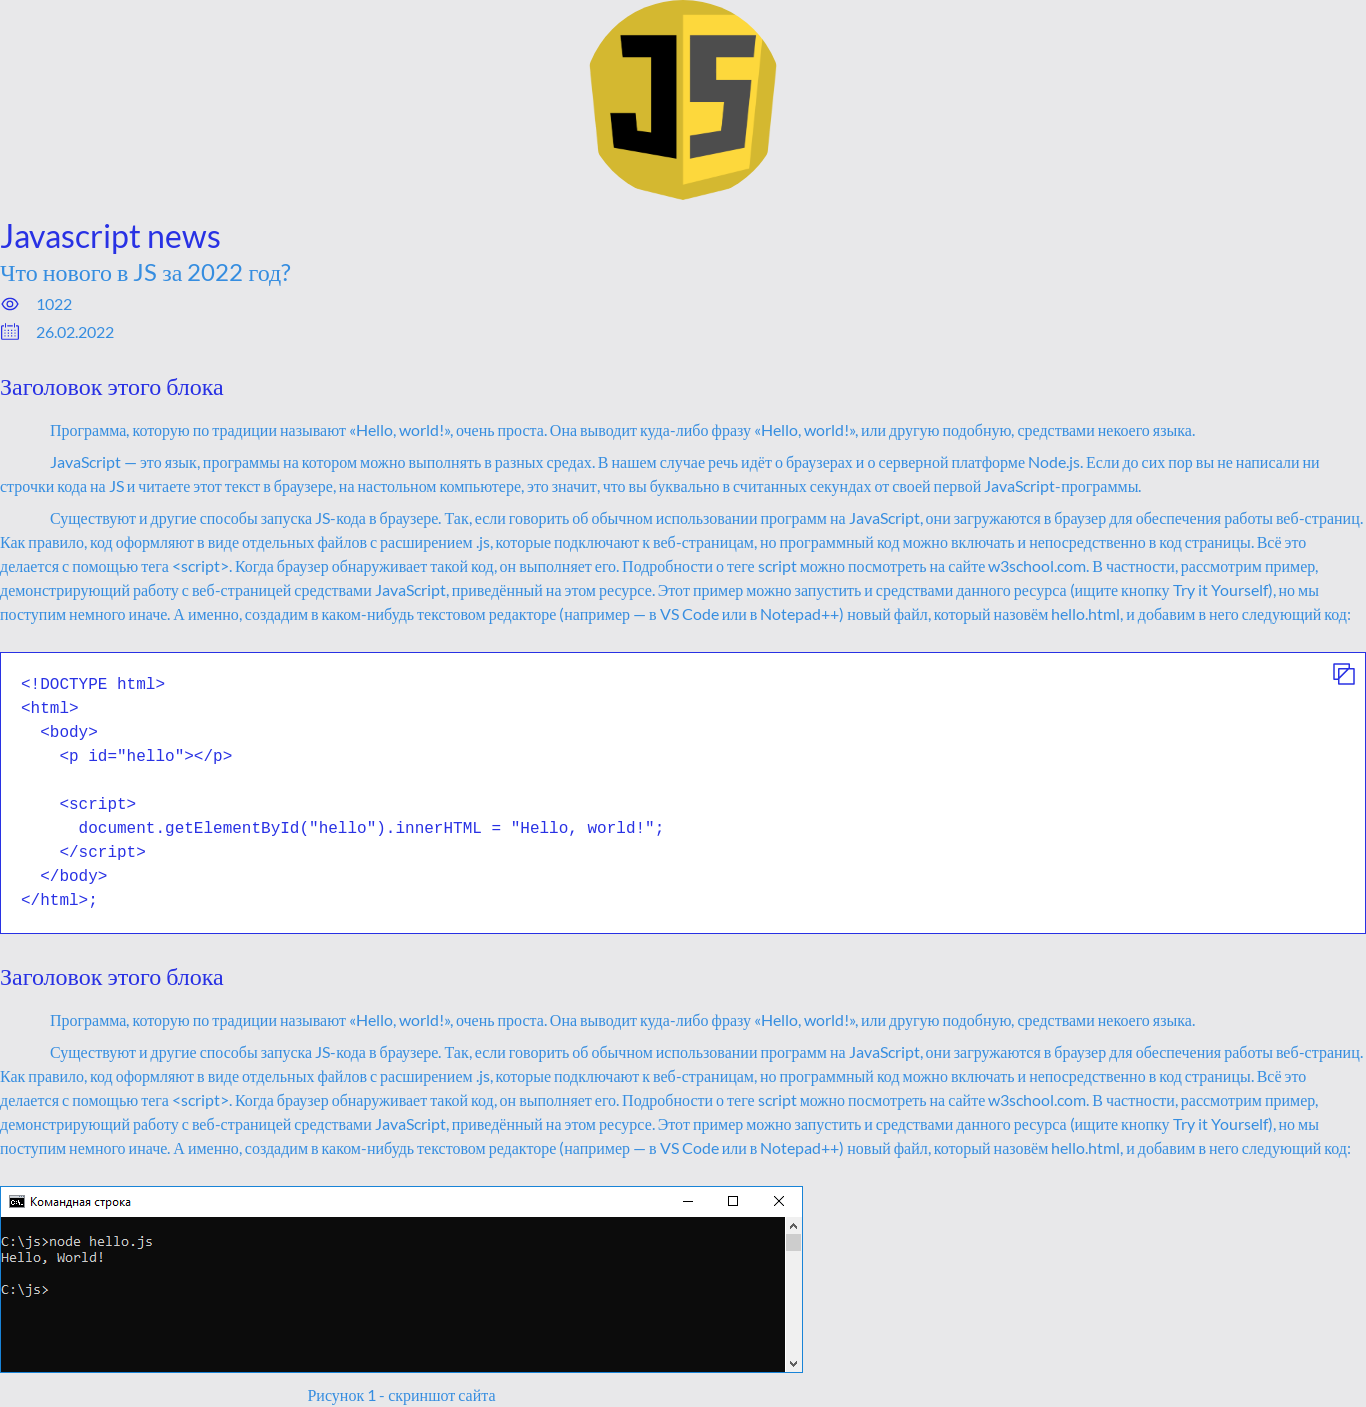 JS
Javascript news
Что нового в JS за 2022 год?
1022
26.02.2022
Заголовок этого блока
Программа, которую по традиции называют «Hello, world!», очень проста. Она выводит куда-либо фразу «Hello, world!», или другую подобную, средствами некоего языка.
JavaScript — это язык, программы на котором можно выполнять в разных средах. В нашем случае речь идёт о браузерах и о серверной платформе Node.js. Если до сих пор вы не написали ни
строчки кода на JS и читаете этот текст в браузере, на настольном компьютере, это значит, что вы буквально в считанных секундах от своей первой JavaScript-программы.
Существуют и другие способы запуска JS-кода в браузере. Так, если говорить об обычном использовании программ на JavaScript, они загружаются в браузер для обеспечения работы веб-страниц.
Как правило, код оформляют в виде отдельных файлов с расширением .js, которые подключают к веб-страницам, но программный код можно включать и непосредственно в код страницы. Всё это
делается с помощью тега <script>. Когда браузер обнаруживает такой код, он выполняет его. Подробности о теге script можно посмотреть на сайте w3school.com. В частности, рассмотрим пример,
демонстрирующий работу с веб-страницей средствами JavaScript, приведённый на этом ресурсе. Этот пример можно запустить и средствами данного ресурса (ищите кнопку Try it Yourself), но мы
поступим немного иначе. А именно, создадим в каком-нибудь текстовом редакторе (например — в VS Code или в Notepad++) новый файл, который назовём hello.html, и добавим в него следующий код:
<!DOCTYPE html>
<html>
  <body>
    <p id="hello"></p>

    <script>
      document.getElementById("hello").innerHTML = "Hello, world!";
    </script>
  </body>
</html>;
Заголовок этого блока
Программа, которую по традиции называют «Hello, world!», очень проста. Она выводит куда-либо фразу «Hello, world!», или другую подобную, средствами некоего языка.
Существуют и другие способы запуска JS-кода в браузере. Так, если говорить об обычном использовании программ на JavaScript, они загружаются в браузер для обеспечения работы веб-страниц.
Как правило, код оформляют в виде отдельных файлов с расширением .js, которые подключают к веб-страницам, но программный код можно включать и непосредственно в код страницы. Всё это
делается с помощью тега <script>. Когда браузер обнаруживает такой код, он выполняет его. Подробности о теге script можно посмотреть на сайте w3school.com. В частности, рассмотрим пример,
демонстрирующий работу с веб-страницей средствами JavaScript, приведённый на этом ресурсе. Этот пример можно запустить и средствами данного ресурса (ищите кнопку Try it Yourself), но мы
поступим немного иначе. А именно, создадим в каком-нибудь текстовом редакторе (например — в VS Code или в Notepad++) новый файл, который назовём hello.html, и добавим в него следующий код:
Командная строка
C:\js>node hello.js
Hello, World!
C:\js>
Рисунок 1 - скриншот сайта